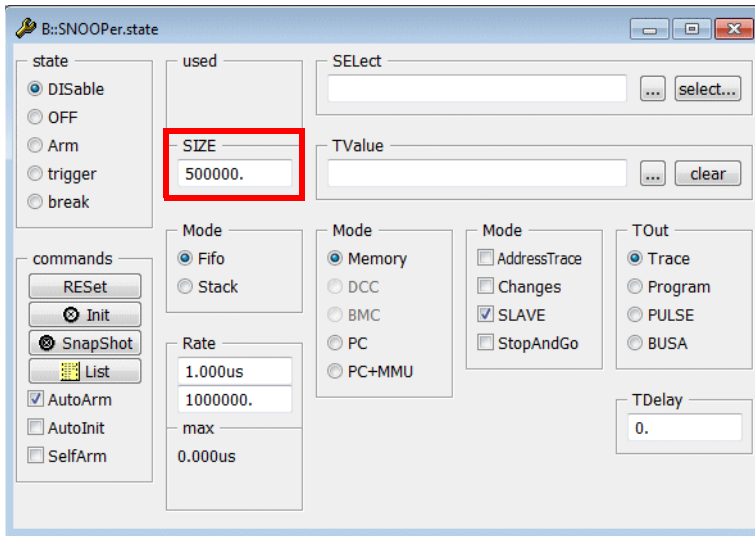 B::SNOOPer.state
state
DISable
OFF
Arm
trigger
break
used
SIZE
500000.
SELect
...
select...
TValue
...
clear
commands
RESet
Init
SnapShot
List
AutoArm
AutoInit
SelfArm
Mode
Fifo
Stack
Rate
1.000us
1000000.
max
0.000us
Mode
Memory
DCC
BMC
PC
PC+MMU
Mode
AddressTrace
Changes
SLAVE
StopAndGo
TOut
Trace
Program
PULSE
BUSA
TDelay
0.